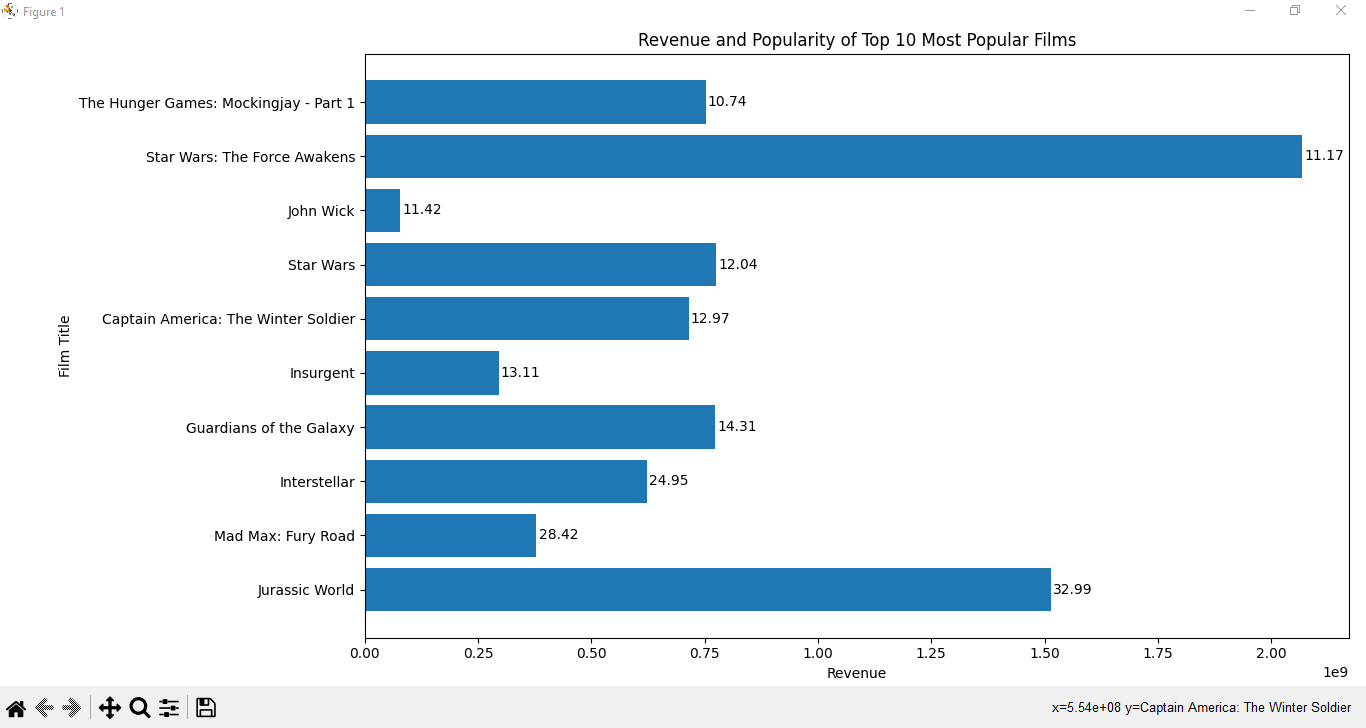 Figure 1
Revenue and Popularity of Top 10 Most Popular Films
The Hunger Games: Mockingjay - Part 1
10.74
Star Wars: The Force Awakens
11.17
John Wick
11.42
Star Wars
12.04
Captain America: The Winter Soldier
12.97
Film Title
Insurgent
13.11
Guardians of the Galaxy
14.31
Interstellar
24.95
Mad Max: Fury Road
28.42
Jurassic World
32.99
0.00 0.25 0.50 0.75 1.00 1.25 1.50 1.75 2.00
Revenue
1e9
x=5.54e+08 y=Captain America: The Winter Soldier